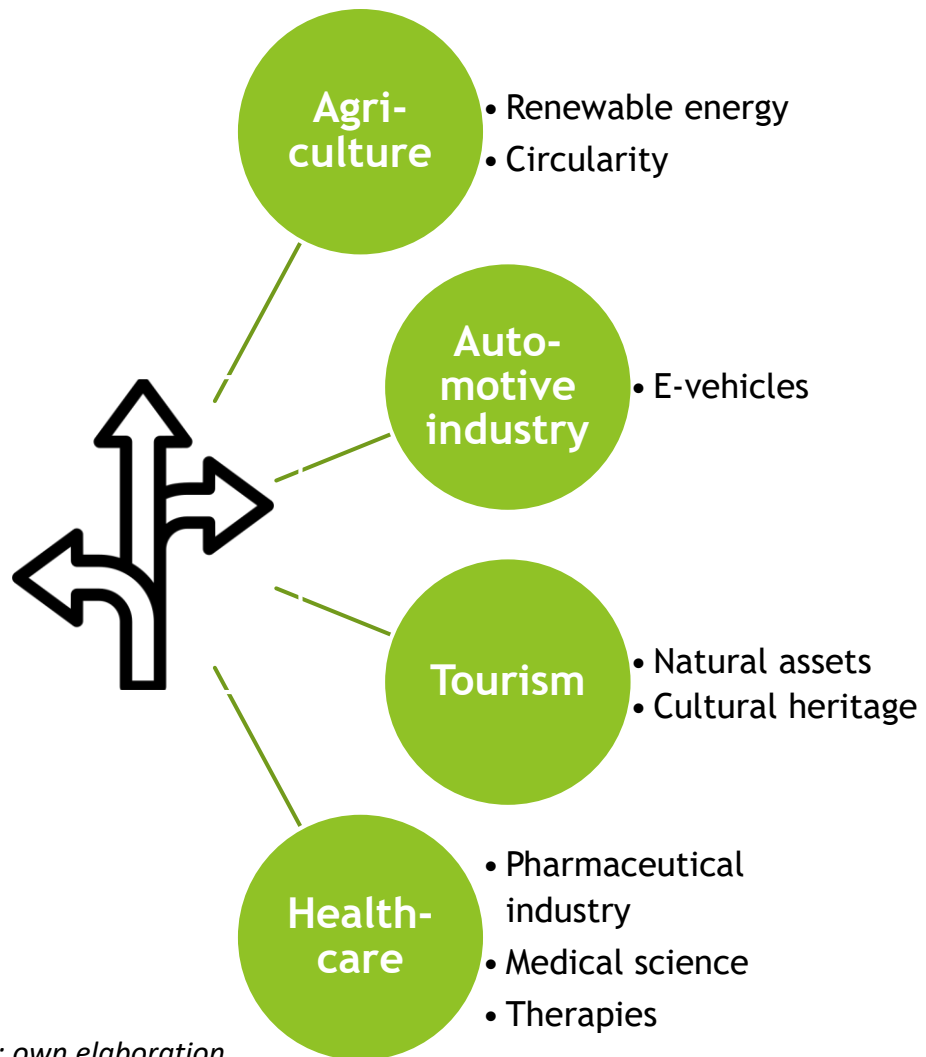 Agri-
culture
• Renewable energy
• Circularity
Auto-
motive
industry
• E-vehicles
Tourism
• Natural assets
• Cultural heritage
Health-
care
• Pharmaceutical
industry
• Medical science
• Therapies
: own elaboration